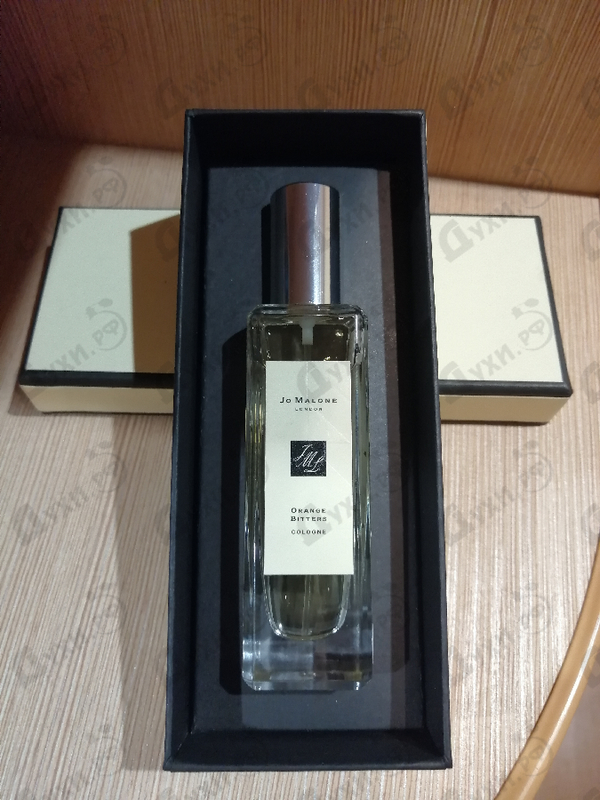 Jo Malone
London
JML
Orange
Bitters
Cologne
Духи.рф